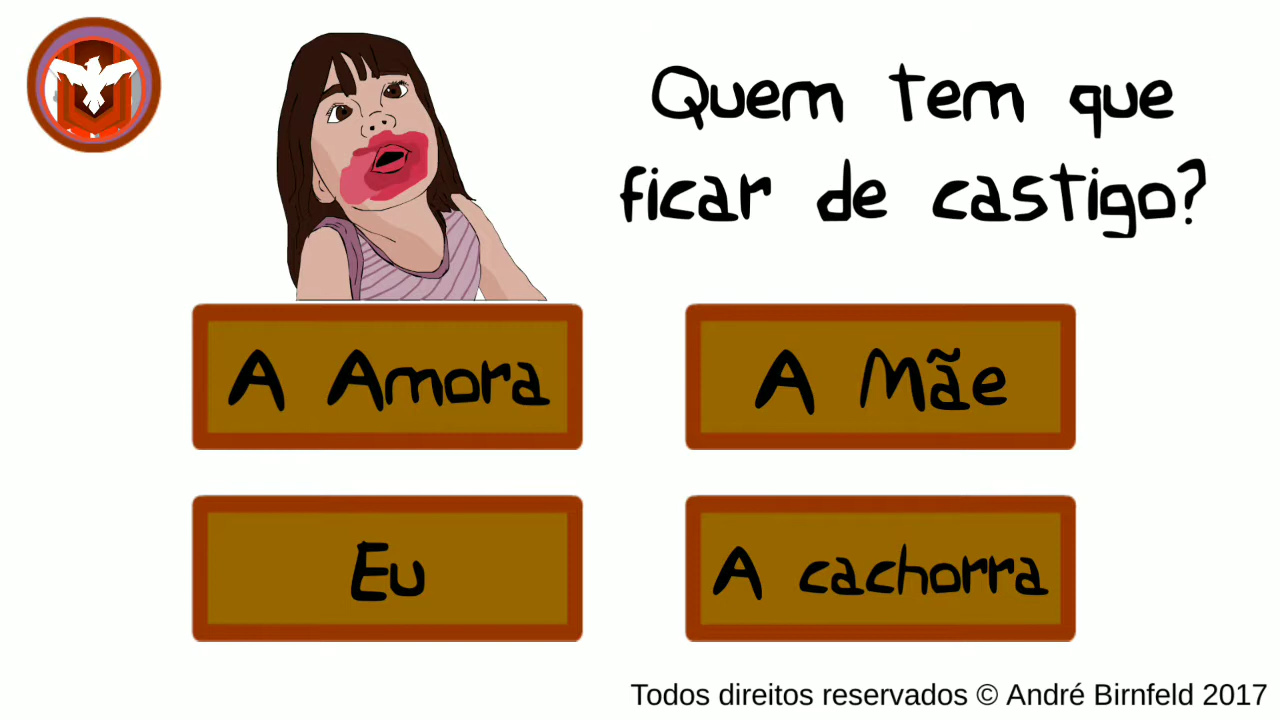 Quem tem que
ficar de castigo?
A Amora
A Mãe
Eu
A cachorra
Todos direitos reservados © André Birnfeld 2017